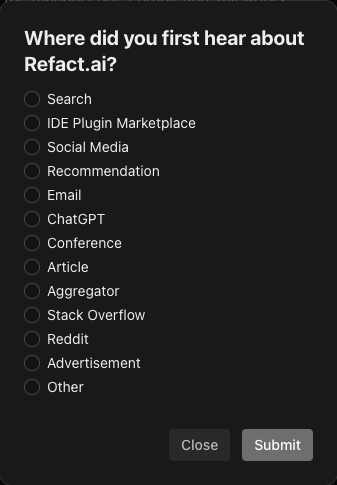 Where did you first hear about
Refact.ai?
Search
IDE Plugin Marketplace
Social Media
Recommendation
Email
ChatGPT
Conference
Article
Aggregator
Stack Overflow
Reddit
Advertisement
Other
Close
Submit